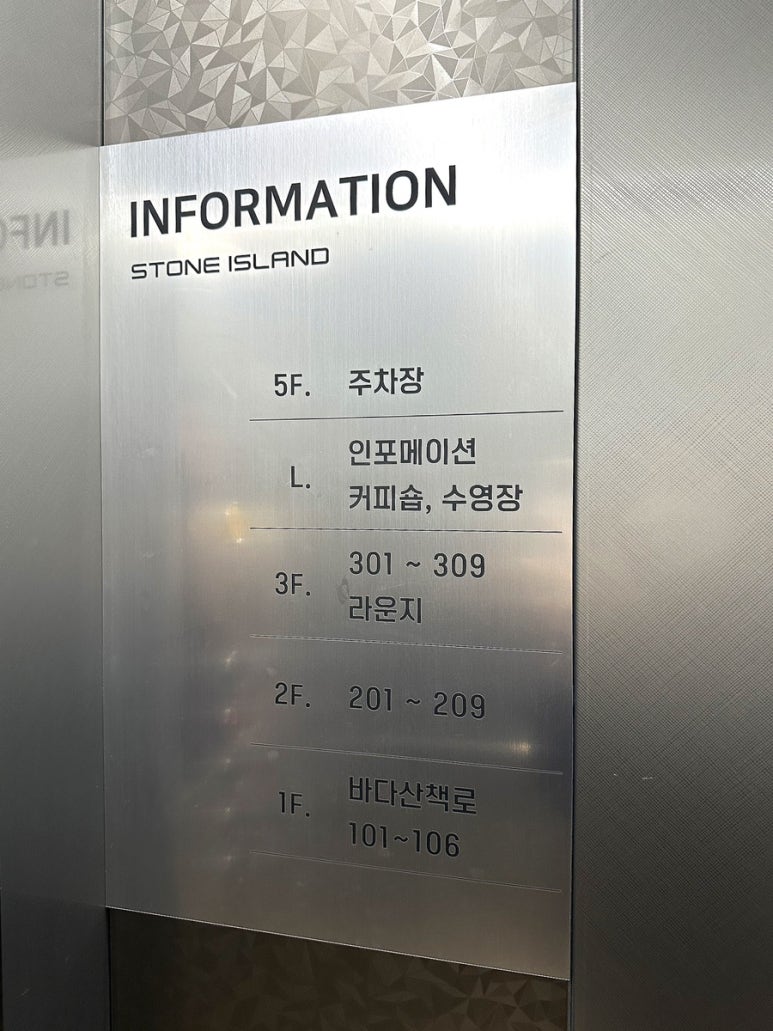 INFORMATION
STONE ISLAND
5F. 주차장
L. 인포메이션
커피숍, 수영장
3F. 301 ~ 309
라운지
2F. 201 ~ 209
1F. 바다산책로
101~106